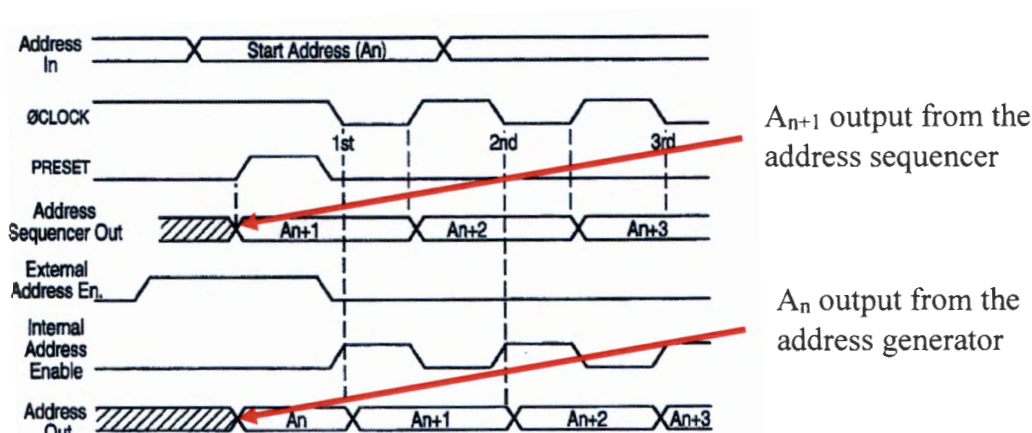 Address
In
Start Address (An)
ØCLOCK
1st
2nd
3rd
PRESET
Address
Sequencer Out
An+1
An+2
An+3
External
Address En.
Internal
Address
Enable
Address
Out
An
An+1
An+2
An+3
An+1 output from the
address sequencer
An output from the
address generator